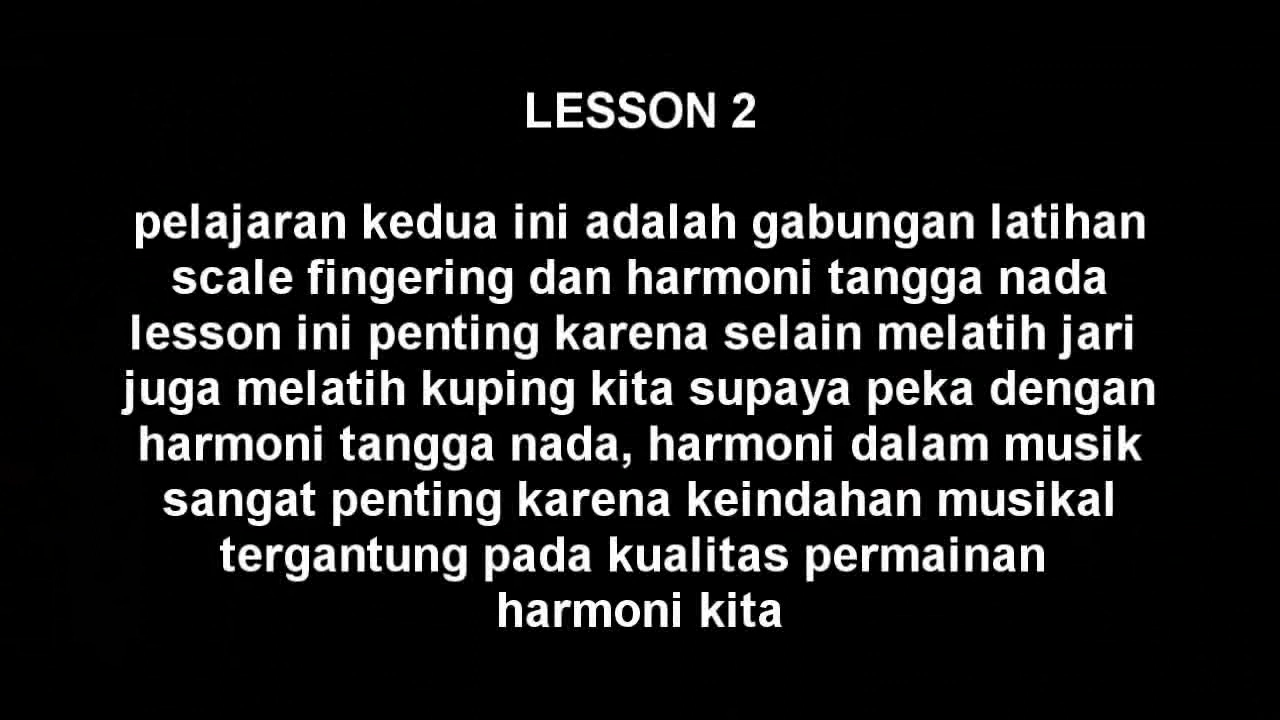 LESSON 2
pelajaran kedua ini adalah gabungan latihan
scale fingering dan harmoni tangga nada
lesson ini penting karena selain melatih jari
juga melatih kuping kita supaya peka dengan
harmoni tangga nada, harmoni dalam musik
sangat penting karena keindahan musikal
tergantung pada kualitas permainan
harmoni kita